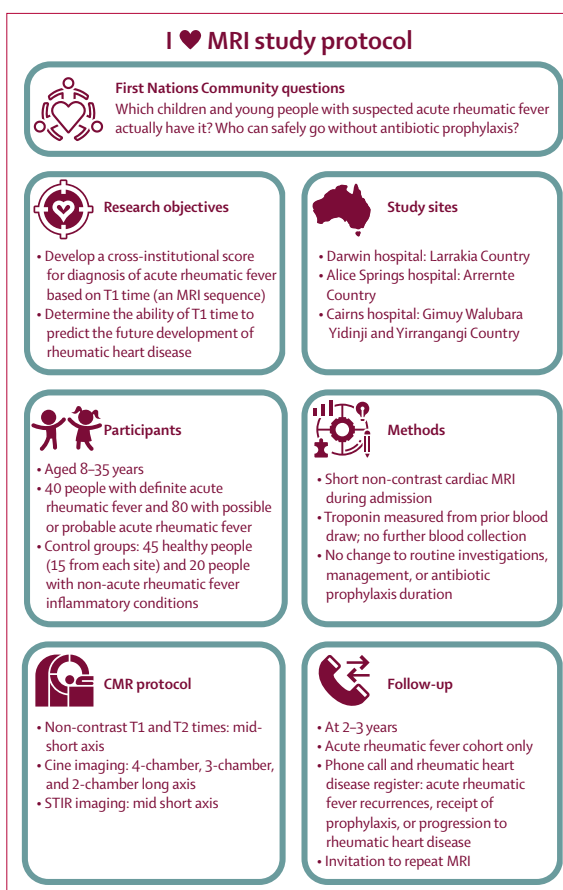 I ♥ MRI study protocol
First Nations Community questions
Which children and young people with suspected acute rheumatic fever
actually have it? Who can safely go without antibiotic prophylaxis?
Research objectives
• Develop a cross-institutional score
for diagnosis of acute rheumatic fever
based on T1 time (an MRI sequence)
• Determine the ability of T1 time to
predict the future development of
rheumatic heart disease
Study sites
• Darwin hospital: Larrakia Country
• Alice Springs hospital: Arrernte
Country
• Cairns hospital: Gimuy Walubara
Yidinji and Yirrangangi Country
Participants
• Aged 8–35 years
• 40 people with definite acute
rheumatic fever and 80 with possible
or probable acute rheumatic fever
• Control groups: 45 healthy people
(15 from each site) and 20 people
with non-acute rheumatic fever
inflammatory conditions
Methods
• Short non-contrast cardiac MRI
during admission
• Troponin measured from prior blood
draw; no further blood collection
• No change to routine investigations,
management, or antibiotic
prophylaxis duration
CMR protocol
• Non-contrast T1 and T2 times: mid-
short axis
• Cine imaging: 4-chamber, 3-chamber,
and 2-chamber long axis
• STIR imaging: mid short axis
Follow-up
• At 2–3 years
• Acute rheumatic fever cohort only
• Phone call and rheumatic heart
disease register: acute rheumatic
fever recurrences, receipt of
prophylaxis, or progression to
rheumatic heart disease
• Invitation to repeat MRI